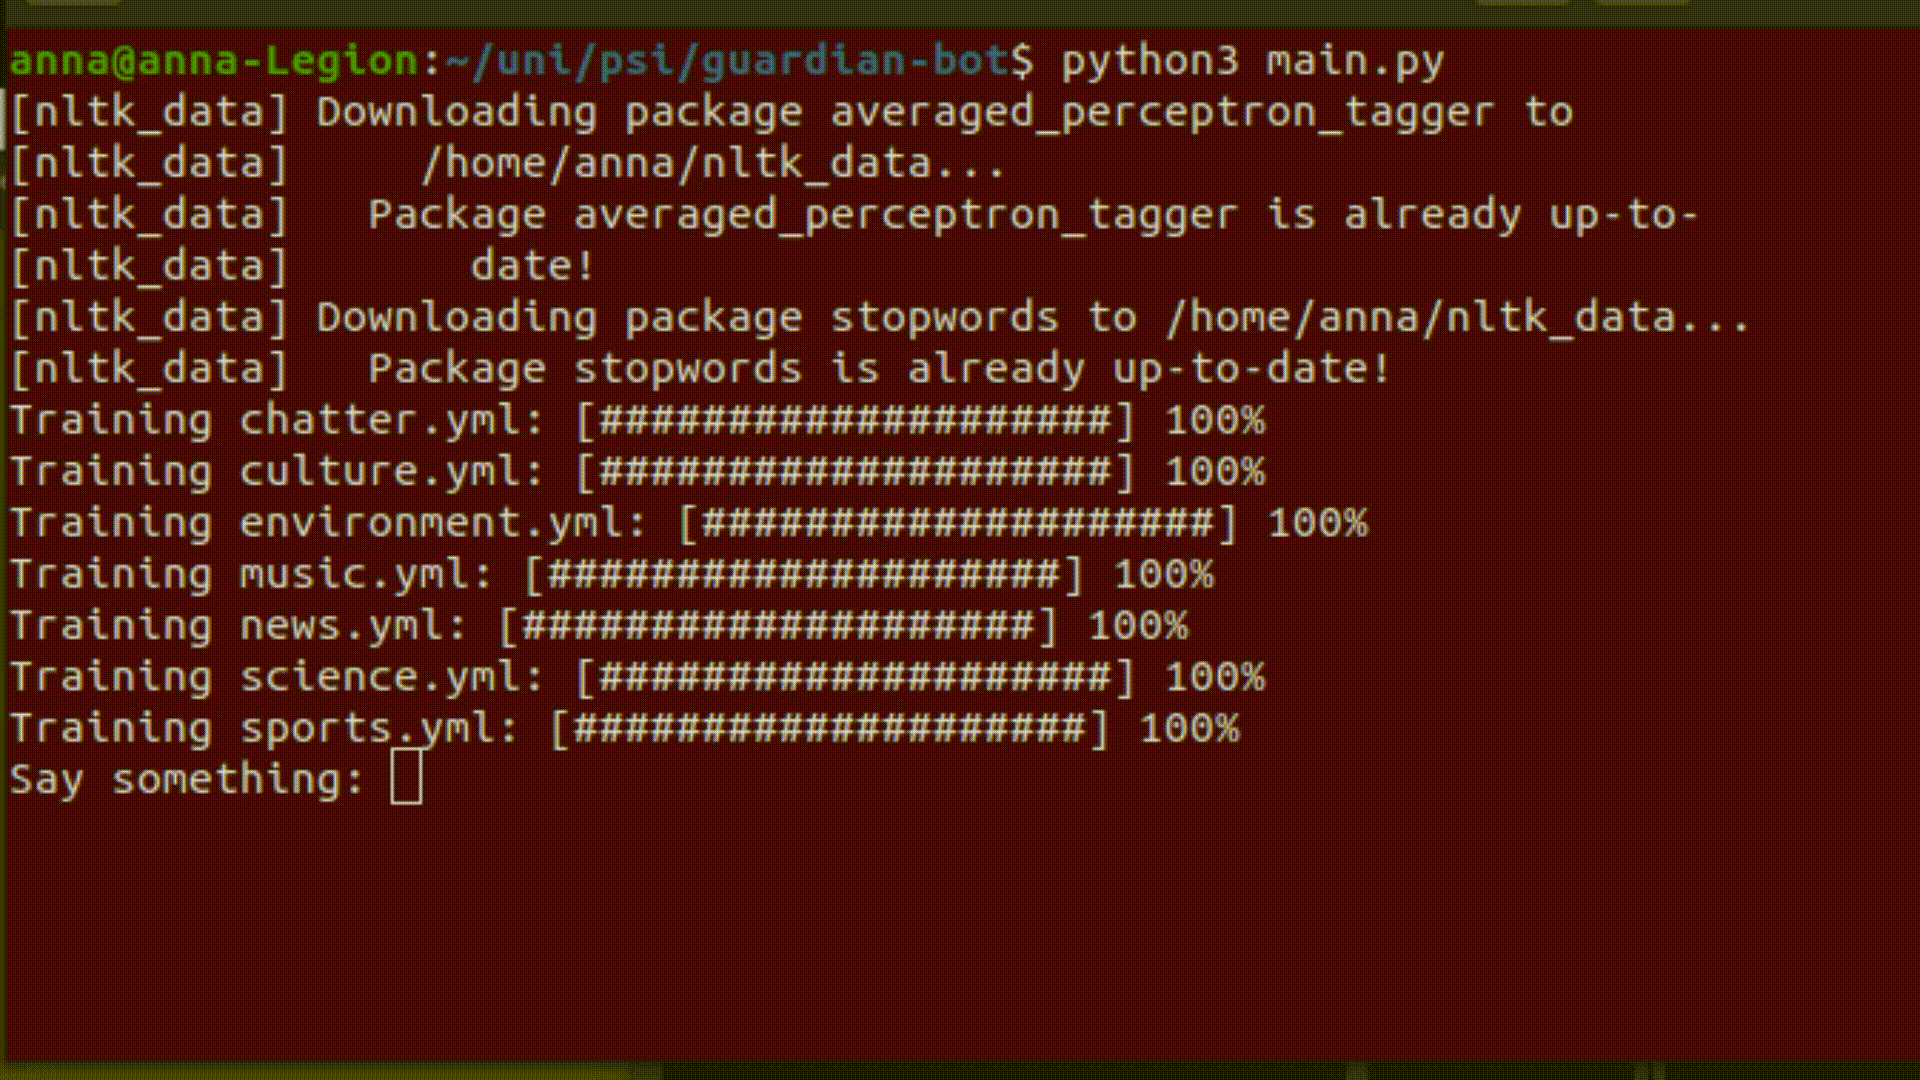 anna@anna-Legion:~/uni/psi/guardian-bot$ python3 main.py
[nltk_data] Downloading package averaged_perceptron_tagger to
[nltk_data]     /home/anna/nltk_data...
[nltk_data]   Package averaged_perceptron_tagger is already up-to-
[nltk_data]       date!
[nltk_data] Downloading package stopwords to /home/anna/nltk_data...
[nltk_data]   Package stopwords is already up-to-date!
Training chatter.yml: [####################] 100%
Training culture.yml: [####################] 100%
Training environment.yml: [####################] 100%
Training music.yml: [####################] 100%
Training news.yml: [####################] 100%
Training science.yml: [####################] 100%
Training sports.yml: [####################] 100%
Say something: